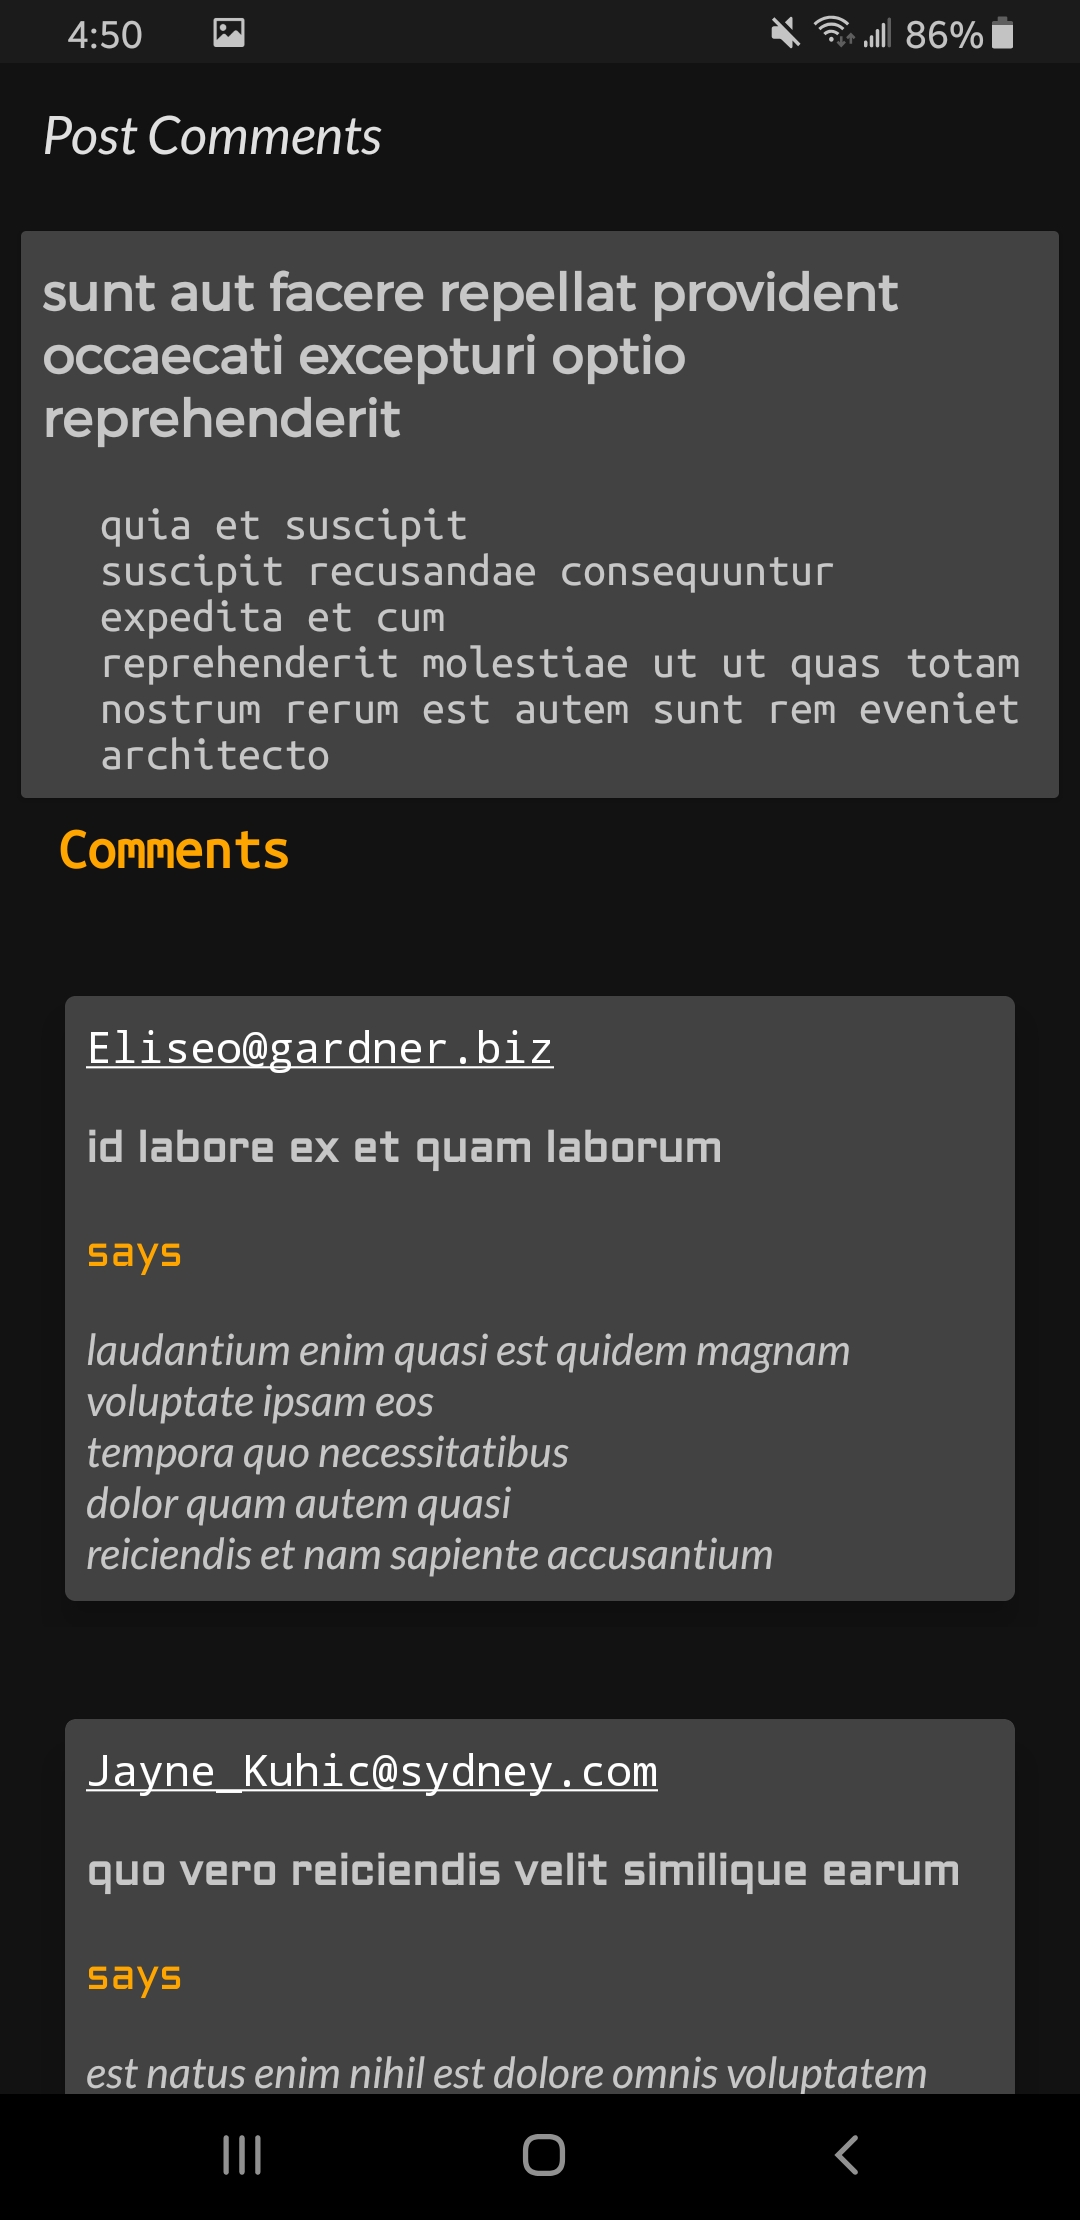 4:50
86%
Post Comments
sunt aut facere repellat provident
occaecati excepturi optio
reprehenderit
quia et suscipit
suscipit recusandae consequuntur
expedita et cum
reprehenderit molestiae ut ut quas totam
nostrum rerum est autem sunt rem eveniet
architecto
Comments
Eliseo@gardner.biz
id labore ex et quam laborum
says
laudantium enim quasi est quidem magnam
voluptate ipsam eos
tempora quo necessitatibus
dolor quam autem quasi
reiciendis et nam sapiente accusantium
Jayne_Kuhic@sydney.com
quo vero reiciendis velit similique earum
says
est natus enim nihil est dolore omnis voluptatem